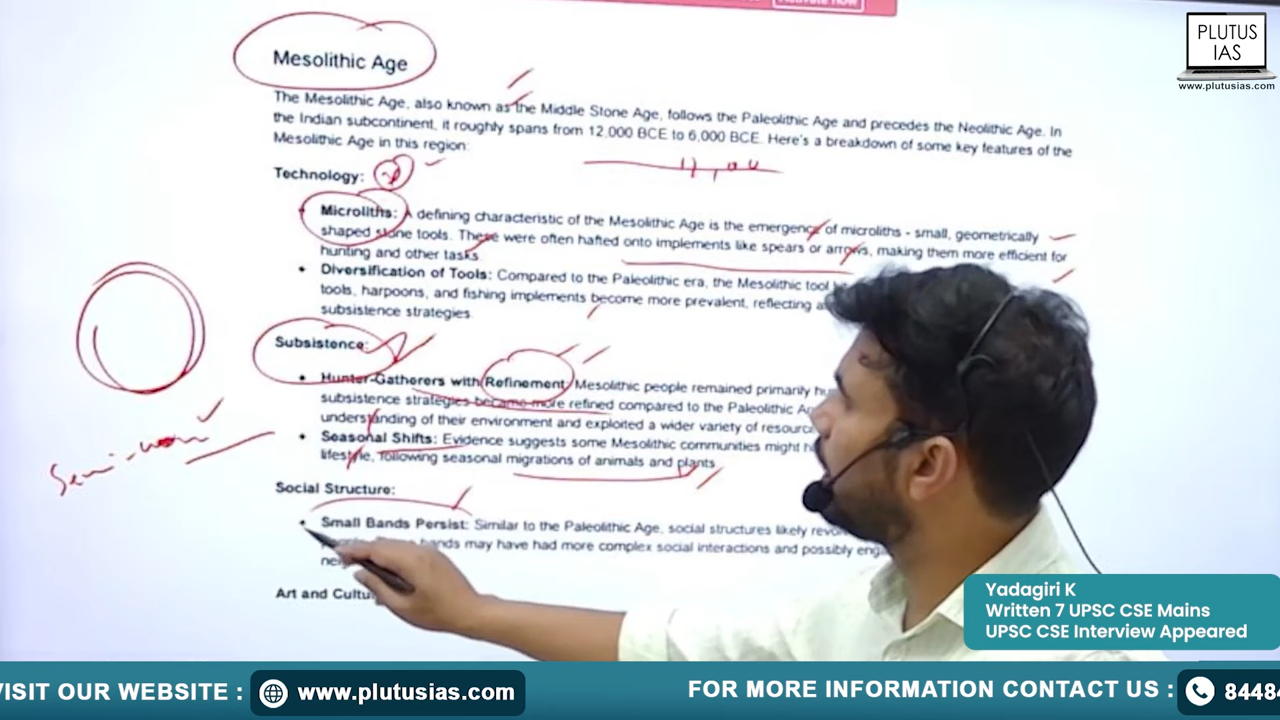 PLUTUS
IAS
www.plutusias.com
Mesolithic Age
The Mesolithic Age, also known as the Middle Stone Age, follows the Paleolithic Age and precedes the Neolithic Age. In
the Indian subcontinent, it roughly spans from 12,000 BCE to 6,000 BCE. Here's a breakdown of some key features of the
Mesolithic Age in this region:
Technology:
• Microliths: A defining characteristic of the Mesolithic Age is the emergence of microliths - small, geometrically
shaped stone tools. These were often hafted onto implements like spears or arrows, making them more efficient for
hunting and other tasks.
• Diversification of Tools: Compared to the Paleolithic era, the Mesolithic tool
tools, harpoons, and fishing implements become more prevalent, reflecting
subsistence strategies.
Subsistence:
• Hunter-Gatherers with Refinement: Mesolithic people remained primarily
subsistence strategies became more refined compared to the Paleolithic
understanding of their environment and exploited a wider variety of
• Seasonal Shifts: Evidence suggests some Mesolithic communities might
lifestyle, following seasonal migrations of animals and plants.
Semi-
Social Structure:
• Small Bands Persist: Similar to the Paleolithic Age, social structures likely
bands may have had more complex social interactions and possibly
Art and
Yadagiri K
Written 7 UPSC CSE Mains
UPSC CSE Interview Appeared
VISIT OUR WEBSITE : www.plutusias.com FOR MORE INFORMATION CONTACT US : 8448